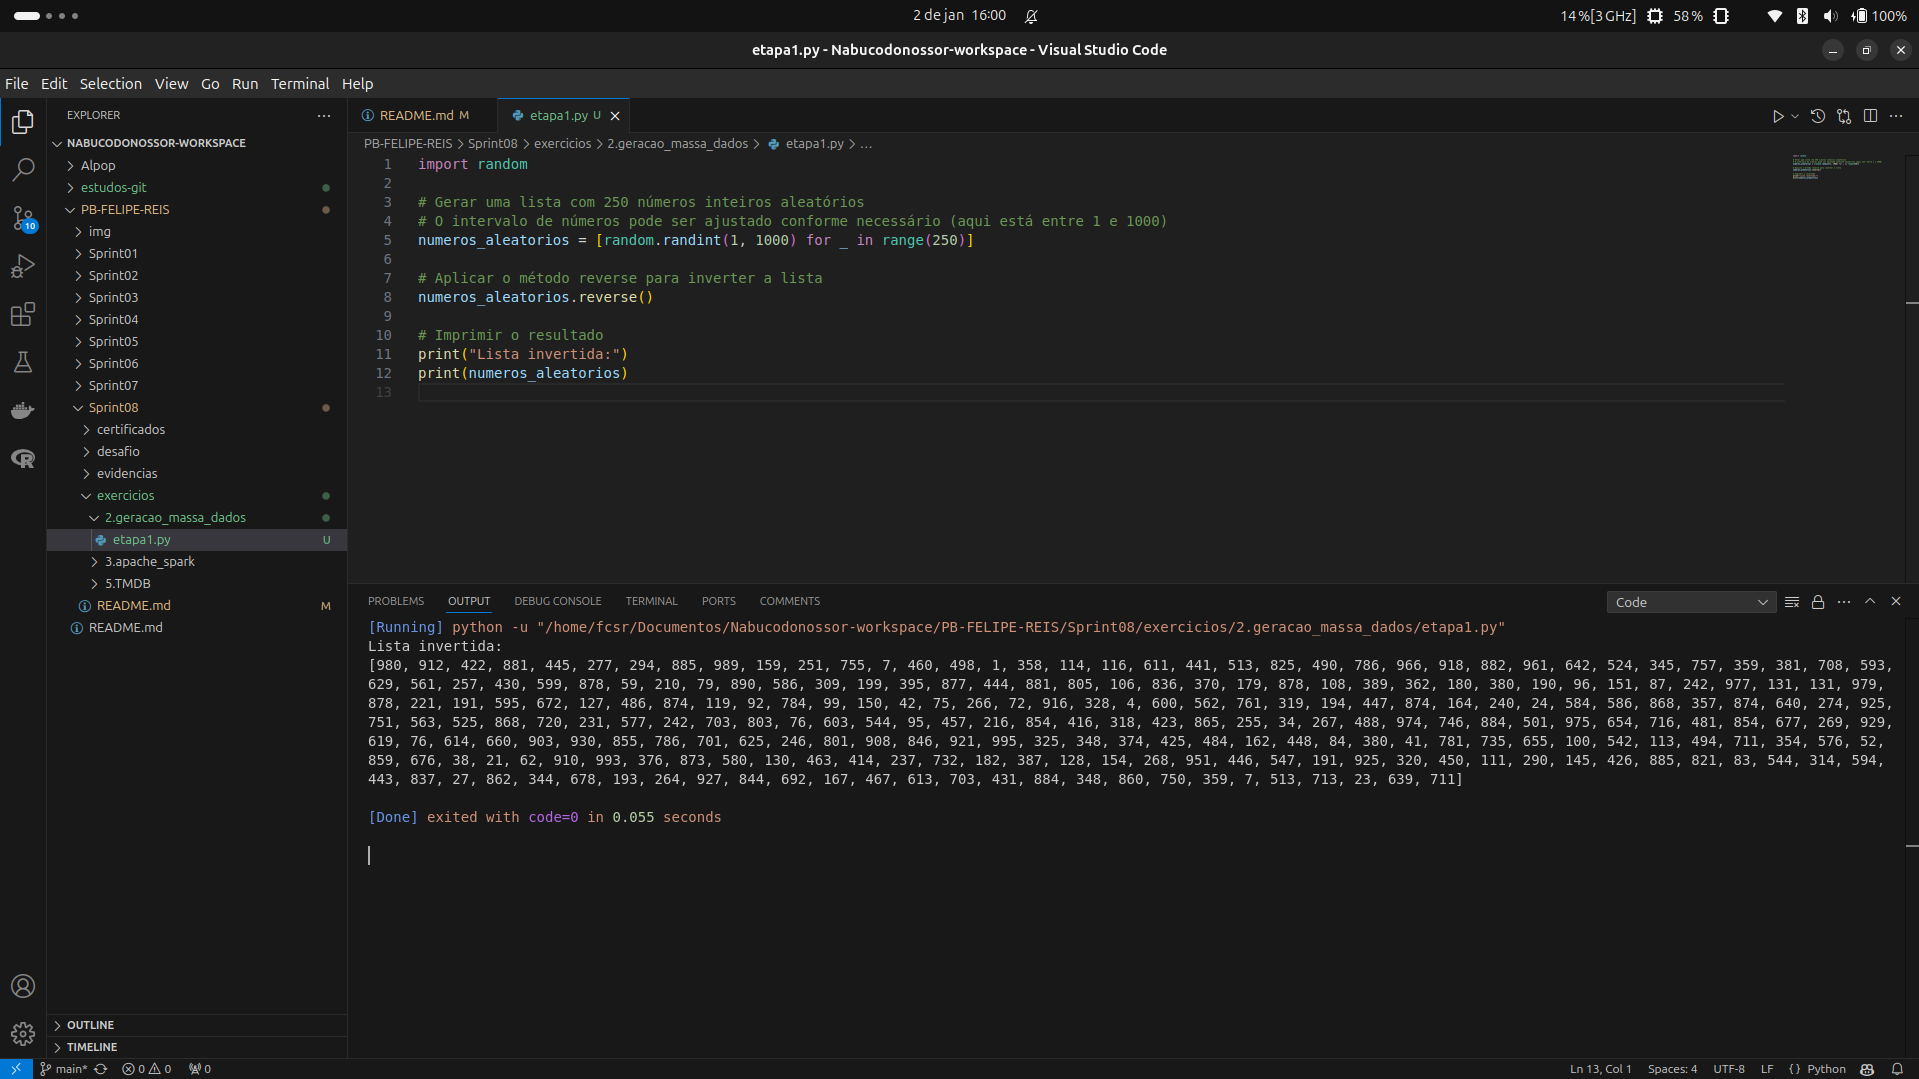 2 de jan 16:00
14%[3 GHz] 58% 100%
etapa1.py - Nabucodonossor-workspace - Visual Studio Code
File Edit Selection View Go Run Terminal Help
EXPLORER
NABUCODONOSSOR-WORKSPACE
Alpop
estudos-git
PB-FELIPE-REIS
img
Sprint01
Sprint02
Sprint03
Sprint04
Sprint05
Sprint06
Sprint07
Sprint08
certificados
desafio
evidencias
exercicios
2.geracao_massa_dados
etapa1.py U
3.apache_spark
5.TMDB
README.md M
README.md
10
OUTLINE
TIMELINE
README.md M etapa1.py U
PB-FELIPE-REIS > Sprint08 > exercicios > 2.geracao_massa_dados > etapa1.py > ...
1 import random
2
3 # Gerar uma lista com 250 números inteiros aleatórios
4 # O intervalo de números pode ser ajustado conforme necessário (aqui está entre 1 e 1000)
5 numeros_aleatorios = [random.randint(1, 1000) for _ in range(250)]
6
7 # Aplicar o método reverse para inverter a lista
8 numeros_aleatorios.reverse()
9
10 # Imprimir o resultado
11 print("Lista invertida:")
12 print(numeros_aleatorios)
13
PROBLEMS OUTPUT DEBUG CONSOLE TERMINAL PORTS COMMENTS
Code
[Running] python -u "/home/fcsr/Documentos/Nabucodonossor-workspace/PB-FELIPE-REIS/Sprint08/exercicios/2.geracao_massa_dados/etapa1.py"
Lista invertida:
[980, 912, 422, 881, 445, 277, 294, 885, 989, 159, 251, 755, 7, 460, 498, 1, 358, 114, 116, 611, 441, 513, 825, 490, 786, 966, 918, 882, 961, 642, 524, 345, 757, 359, 381, 708, 593,
629, 561, 257, 430, 599, 878, 59, 210, 79, 890, 586, 309, 199, 395, 877, 444, 881, 805, 106, 836, 370, 179, 878, 108, 389, 362, 180, 380, 190, 96, 151, 87, 242, 977, 131, 131, 979,
878, 221, 191, 595, 672, 127, 486, 874, 119, 92, 784, 99, 150, 42, 75, 266, 72, 916, 328, 4, 600, 562, 761, 319, 194, 447, 874, 164, 240, 24, 584, 586, 868, 357, 874, 640, 274, 925,
751, 563, 525, 868, 720, 231, 577, 242, 703, 803, 76, 603, 544, 95, 457, 216, 854, 416, 318, 423, 865, 255, 34, 267, 488, 974, 746, 884, 501, 975, 654, 716, 481, 854, 677, 269, 929,
619, 76, 614, 660, 903, 930, 855, 786, 701, 625, 246, 801, 908, 846, 921, 995, 325, 348, 374, 425, 484, 162, 448, 84, 380, 41, 781, 735, 655, 100, 542, 113, 494, 711, 354, 576, 52,
859, 676, 38, 21, 62, 910, 993, 376, 873, 580, 130, 463, 414, 237, 732, 182, 387, 128, 154, 268, 951, 446, 547, 191, 925, 320, 450, 111, 290, 145, 426, 885, 821, 83, 544, 314, 594,
443, 837, 27, 862, 344, 678, 193, 264, 927, 844, 692, 167, 467, 613, 703, 431, 884, 348, 860, 750, 359, 7, 513, 713, 23, 639, 711]
[Done] exited with code=0 in 0.055 seconds
main* 0 0 0
Ln 13, Col 1 Spaces: 4 UTF-8 LF { } Python